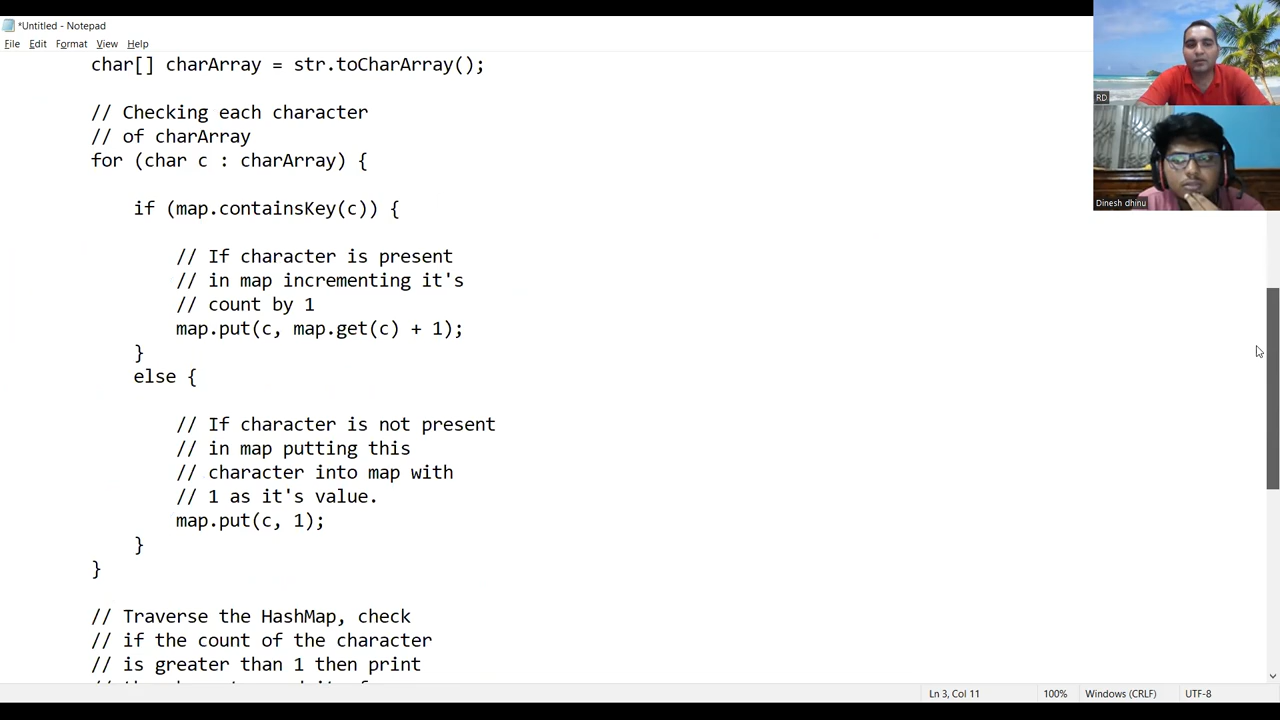 *Untitled - Notepad
File Edit Format View Help
char[] charArray = str.toCharArray();
// Checking each character
// of charArray
for (char c : charArray) {
if (map.containsKey(c)) {
// If character is present
// in map incrementing it's
// count by 1
map.put(c, map.get(c) + 1);
}
else {
// If character is not present
// in map putting this
// character into map with
// 1 as it's value.
map.put(c, 1);
}
}
// Traverse the HashMap, check
// if the count of the character
// is greater than 1 then print
RD
Dinesh dhinu
Ln 3, Col 11 100% Windows (CRLF) UTF-8